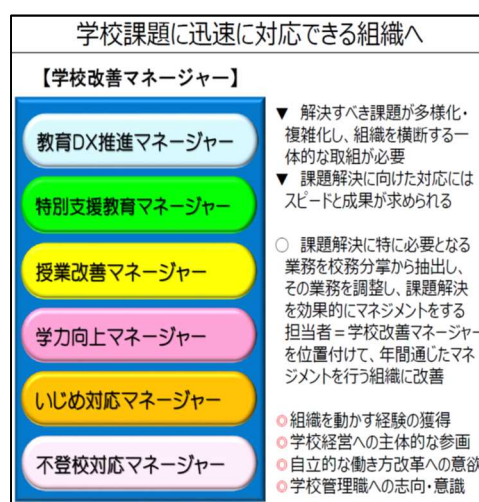 学校課題に迅速に対応できる組織へ
【学校改善マネージャー】
教育DX推進マネージャー
特別支援教育マネージャー
授業改善マネージャー
学力向上マネージャー
いじめ対応マネージャー
不登校対応マネージャー
▼ 解決すべき課題が多様化・
複雑化し、組織を横断する一
体的な取組が必要
▼ 課題解決に向けた対応には
スピードと成果が求められる
○ 課題解決に特に必要となる
業務を校務分掌から抽出し、
その業務を調整し、課題解決
を効果的にマネジメントをする
担当者＝学校改善マネージャー
を位置付けて、年間通じたマネ
ジメントを行う組織に改善
◎組織を動かす経験の獲得
◎学校経営への主体的な参画
◎自立的な働き方改革への意欲
◎学校管理職への志向・意識